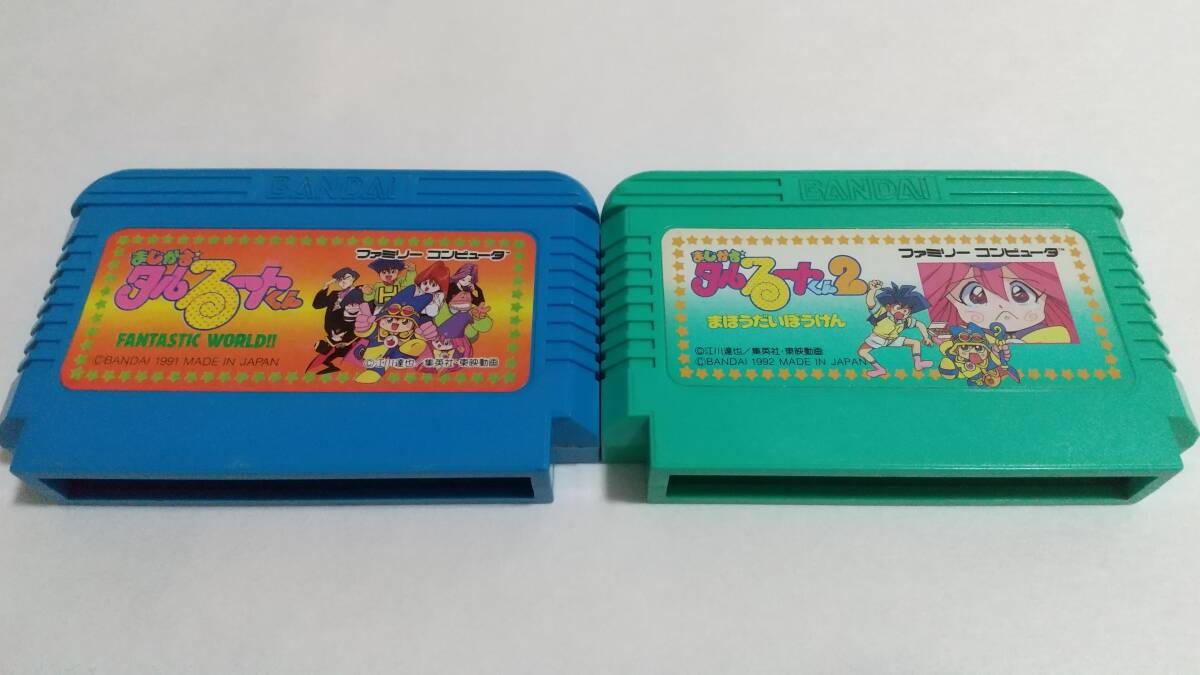 BANDAI
ファミリー コンピュータ
まじかる
タルるートくん
FANTASTIC WORLD!!
©BANDAI 1991 MADE IN JAPAN
©江川達也/集英社・東映動画
BANDAI
ファミリー コンピュータ
まじかる
タルるートくん2
まほうだいぼうけん
©江川達也/集英社・東映動画
©BANDAI 1992 MADE IN JAPAN